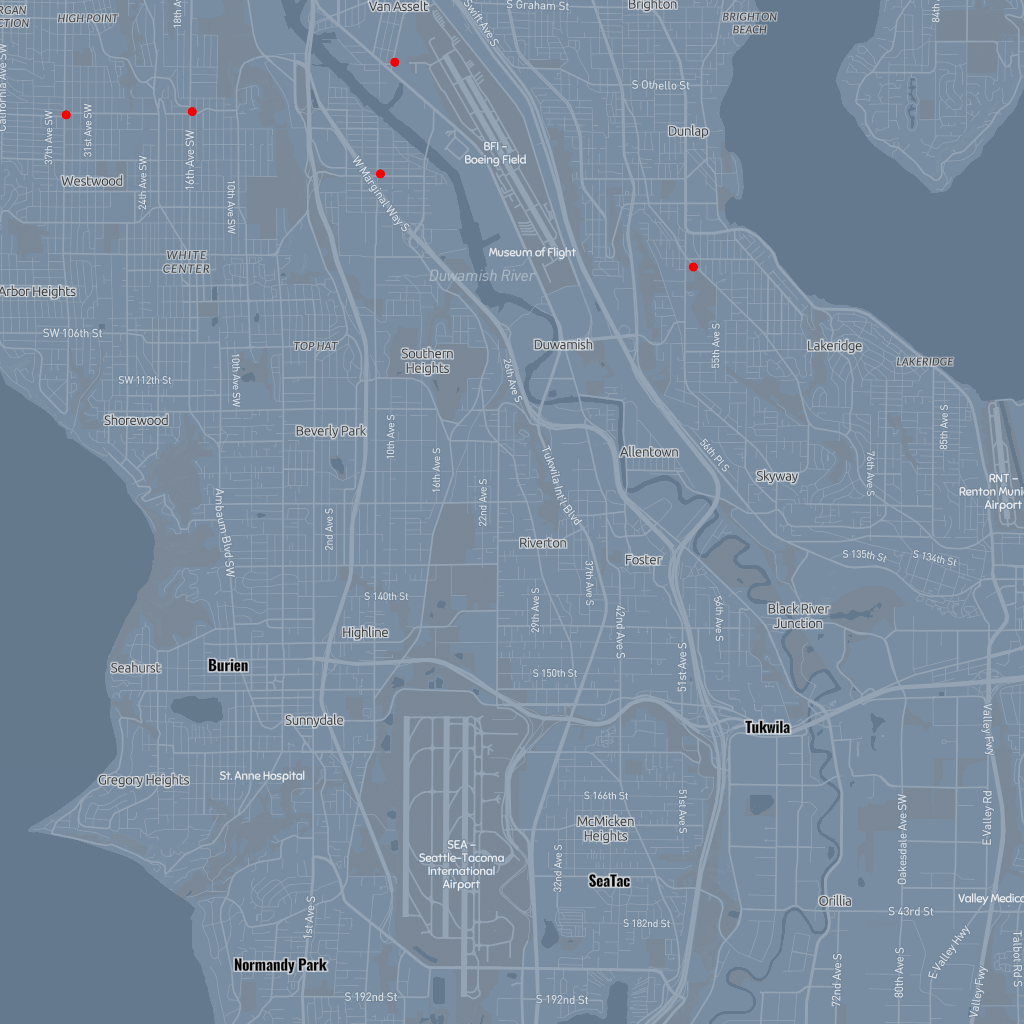 Van Asselt
S Graham St
Brighton
BRIGHTON
BEACH
84th
HIGH POINT
18th A
Swift Ave S
California Ave SW
S Othello St
37th Ave SW
31st Ave SW
Dunlap
BFI -
Boeing Field
16th Ave SW
24th Ave SW
Westwood
W Marginal Way S
10th Ave SW
Museum of Flight
WHITE
CENTER
Duwamish River
Arbor Heights
SW 106th St
TOP HAT
Southern
Heights
Duwamish
55th Ave S
Lakeridge
LAKERIDGE
SW 112th St
10th Ave SW
26th Ave S
Shorewood
Beverly Park
10th Ave S
85th Ave S
16th Ave S
Allentown
56th Pl S
76th Ave S
Skyway
RNT -
Renton Munic
Airport
Ambaum Blvd SW
2nd Ave S
22nd Ave S
Tukwila Int'l Blvd
Riverton
Foster
S 135th St
S 134th St
37th Ave S
S 140th St
29th Ave S
42nd Ave S
56th Ave S
Black River
Junction
Highline
Seahurst
Burien
S 150th St
51st Ave S
Sunnydale
Tukwila
Valley Fwy
Gregory Heights
St. Anne Hospital
S 166th St
51st Ave S
McMicken
Heights
Oakesdale Ave SW
E Valley Rd
SEA -
Seattle-Tacoma
International
Airport
32nd Ave S
SeaTac
Orillia
Valley Medica
1st Ave S
S 182nd St
S 43rd St
E Valley Hwy
Talbot Rd S
Normandy Park
72nd Ave S
80th Ave S
Valley Fwy
S 192nd St
S 192nd St